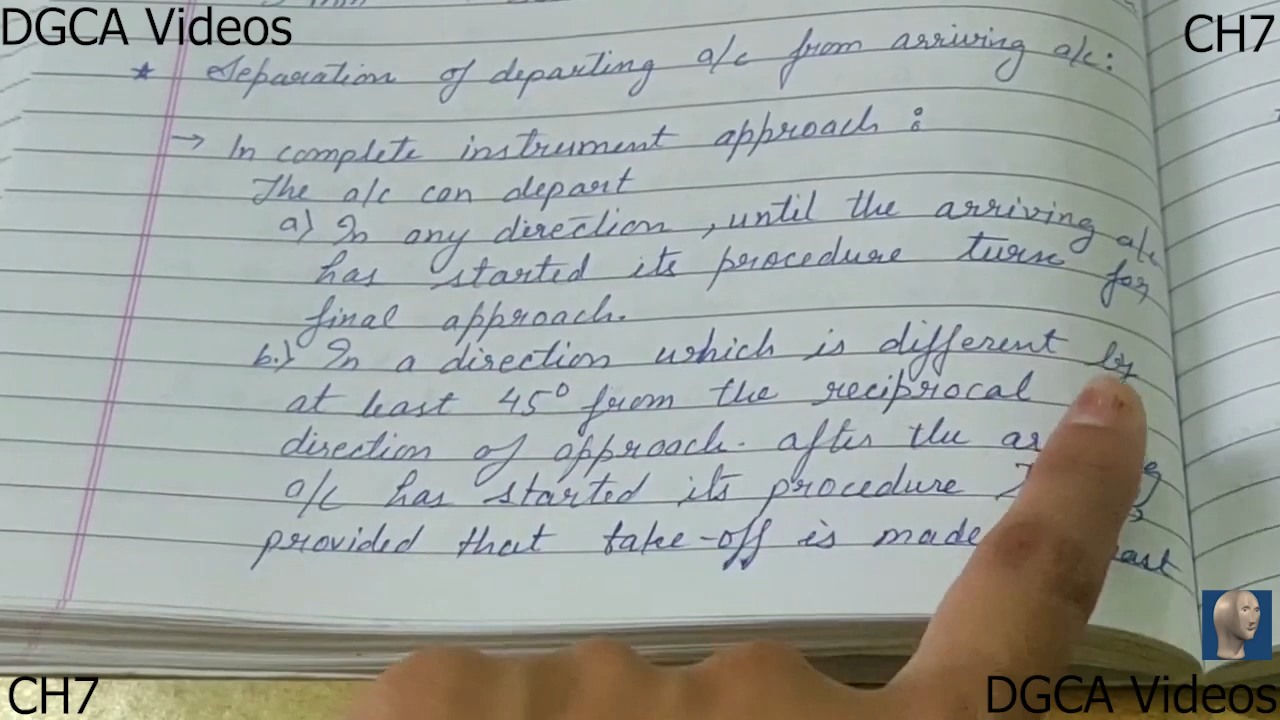 DGCA Videos
CH7
* Separation of departing a/c from arriving a/c:
→ In complete instrument approach :
The a/c can depart
a) In any direction, until the arriving a/c
has started its procedure turn for
final approach.
b.) In a direction which is different by
at least 45° from the reciprocal
direction of approach. after the
a/c has started its procedure
provided that take-off is made
CH7
DGCA Videos